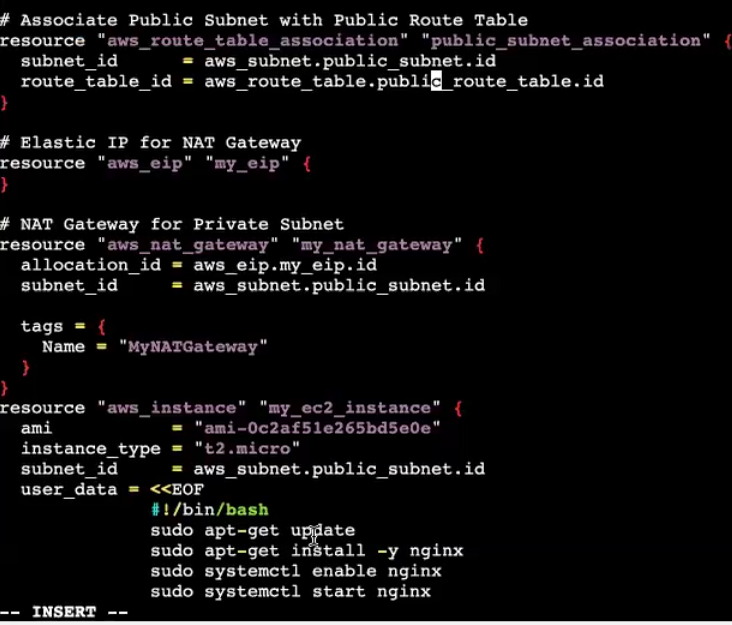 # Associate Public Subnet with Public Route Table
resource "aws_route_table_association" "public_subnet_association" {
  subnet_id      = aws_subnet.public_subnet.id
  route_table_id = aws_route_table.public_route_table.id
}

# Elastic IP for NAT Gateway
resource "aws_eip" "my_eip" {
}

# NAT Gateway for Private Subnet
resource "aws_nat_gateway" "my_nat_gateway" {
  allocation_id = aws_eip.my_eip.id
  subnet_id     = aws_subnet.public_subnet.id

  tags = {
    Name = "MyNATGateway"
  }
}
resource "aws_instance" "my_ec2_instance" {
  ami           = "ami-0c2af51e265bd5e0e"
  instance_type = "t2.micro"
  subnet_id     = aws_subnet.public_subnet.id
  user_data = <<EOF
              #!/bin/bash
              sudo apt-get update
              sudo apt-get install -y nginx
              sudo systemctl enable nginx
              sudo systemctl start nginx
-- INSERT --